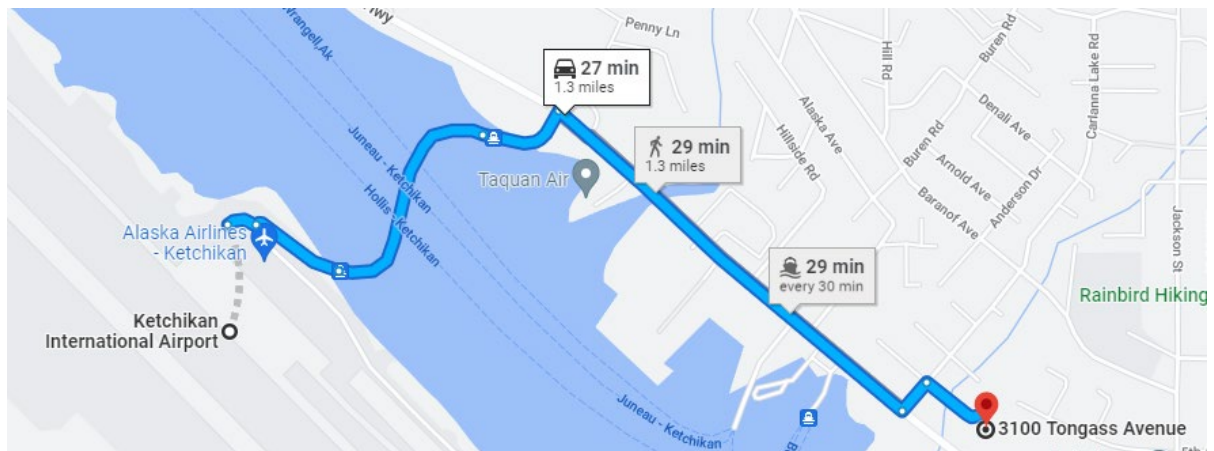 Wrangell,Ak
Hwy
Penny Ln
27 min
1.3 miles
Hill Rd
Buren Rd
Carlanna Lake Rd
Denali Ave
Alaska Ave
29 min
1.3 miles
Hillside Rd
Buren Rd
Arnold Ave
Juneau - Ketchikan
Taquan Air
Hollis - Ketchikan
Baranof Ave
Anderson Dr
Jackson St
Alaska Airlines
- Ketchikan
29 min
every 30 min
Rainbird Hiking
Ketchikan
International Airport
Juneau - Ketchikan
3100 Tongass Avenue